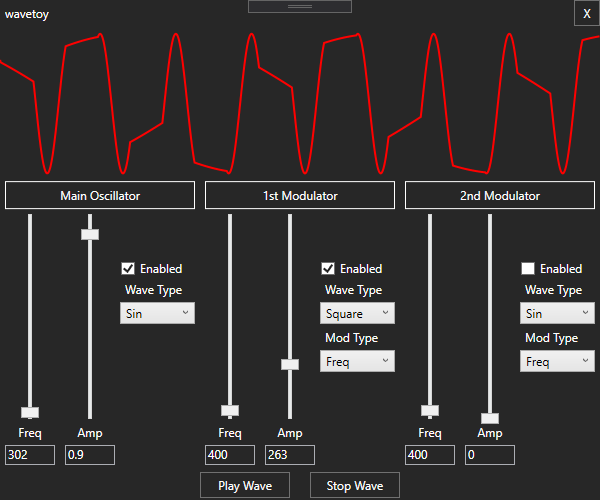 wavetoy
X
Main Oscillator
1st Modulator
2nd Modulator
Enabled
Wave Type
Sin
Freq
Amp
302
0.9
Enabled
Wave Type
Square
Mod Type
Freq
Freq
Amp
400
263
Enabled
Wave Type
Sin
Mod Type
Freq
Freq
Amp
400
0
Play Wave
Stop Wave